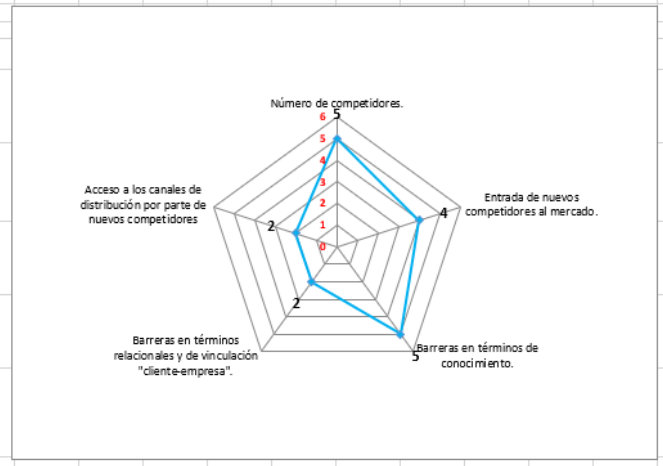 Número de competidores.
5
6
5
4
3
2
1
0
Entrada de nuevos
competidores al mercado.
4
Barreras en términos de
conocimiento.
5
Barreras en términos
relacionales y de vinculación
"cliente-empresa".
2
Acceso a los canales de
distribución por parte de
nuevos competidores
2